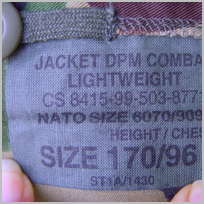 JACKET DPM COMBA
LIGHTWEIGHT
CS 8415-99-503-877
NATO SIZE 6070/909
HEIGHT/CHES
SIZE 170/96
ST1A/1430